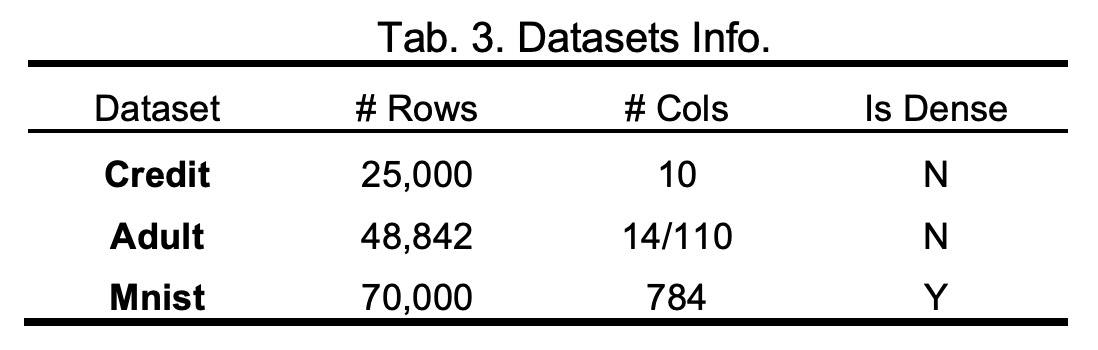 Tab. 3. Datasets Info.
Dataset # Rows # Cols Is Dense
Credit 25,000 10 N
Adult 48,842 14/110 N
Mnist 70,000 784 Y